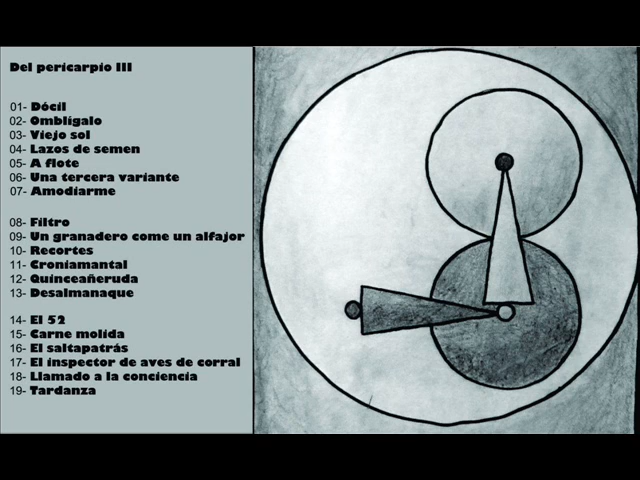 Del pericarpio III
01- Dócil
02- Ombligalo
03- Viejo sol
04- Lazos de semen
05- A flote
06- Una tercera variante
07- Amodiarme
08- Filtro
09- Un granadero come un alfajor
10- Recortes
11- Croniamantal
12- Quinceañeruda
13- Desalmanaque
14- El 52
15- Carne molida
16- El saltapatrás
17- El inspector de aves de corral
18- Llamado a la conciencia
19- Tardanza